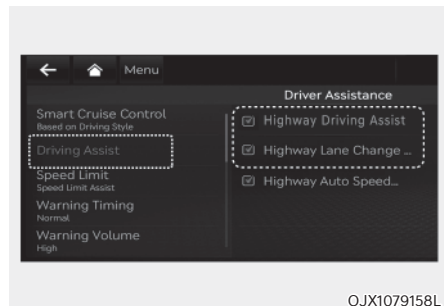 Menu
Driver Assistance
Smart Cruise Control
Based on Driving Style
Driving Assist
Speed Limit
Speed Limit Assist
Warning Timing
Normal
Warning Volume
High
Highway Driving Assist
Highway Lane Change ...
Highway Auto Speed...
OJX1079158L